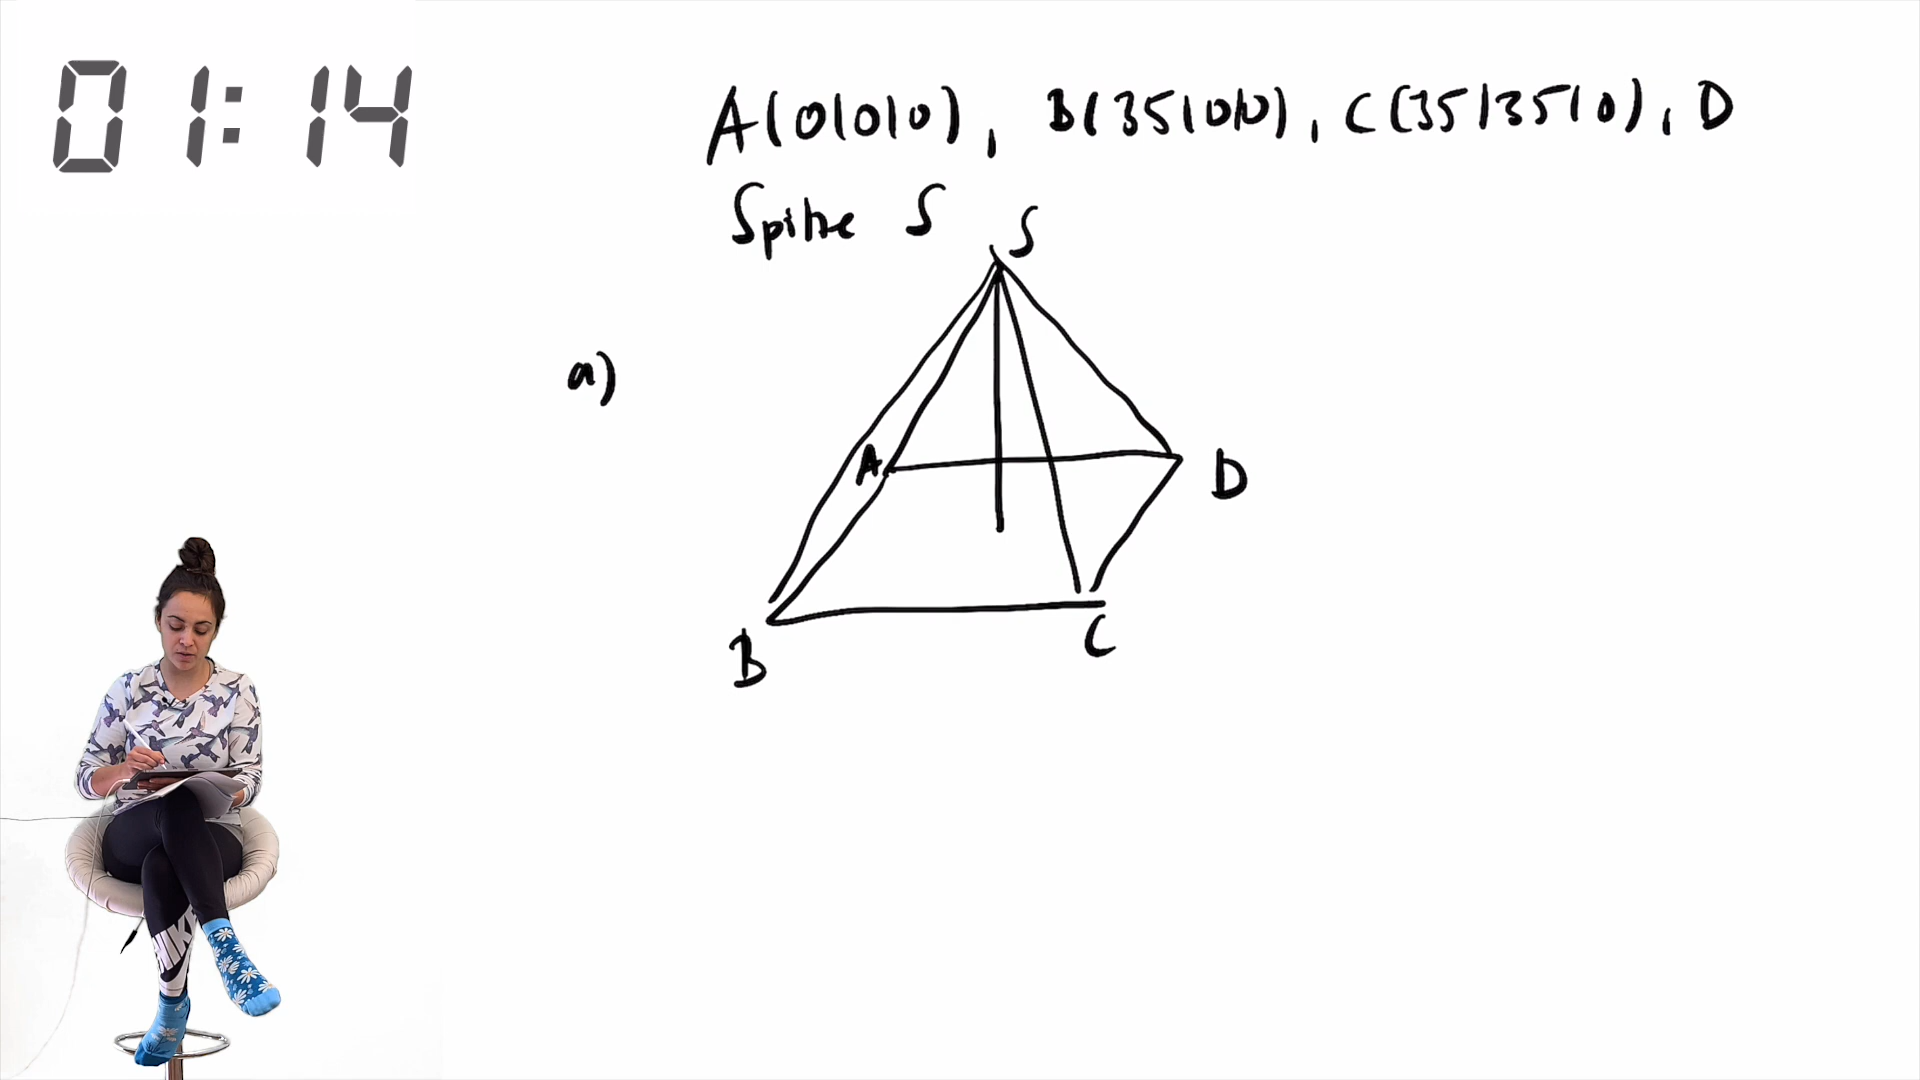 01:14
A(0|0|0), B(35|0|0), C(35|35|0), D
Spitze S
S
a)
A
D
B
C
NIKE